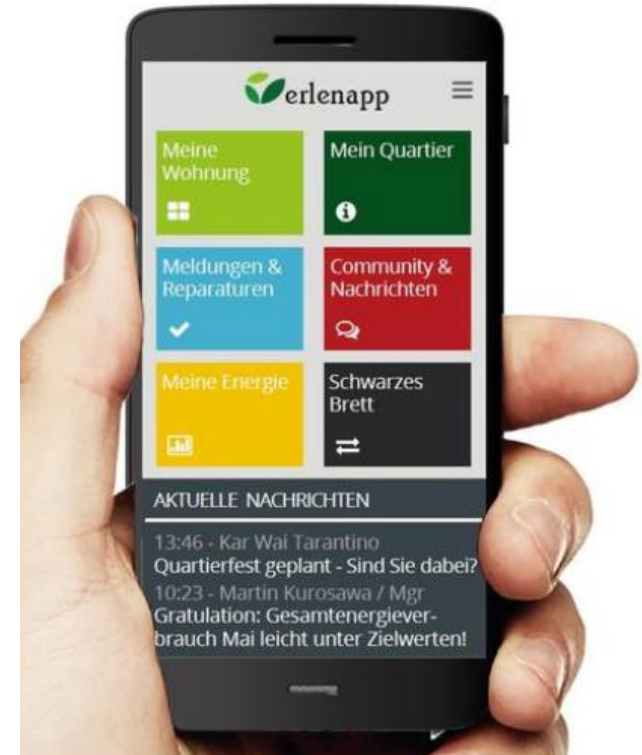 erlenapp
Meine
Wohnung
Mein Quartier
Meldungen &
Reparaturen
Community &
Nachrichten
Meine Energie
Schwarzes
Brett
AKTUELLE NACHRICHTEN
13:46 - Kar Wai Tarantino
Quartierfest geplant - Sind Sie dabei?
10:23 - Martin Kurosawa / Mgr
Gratulation: Gesamtenergiever-
brauch Mai leicht unter Zielwerten!